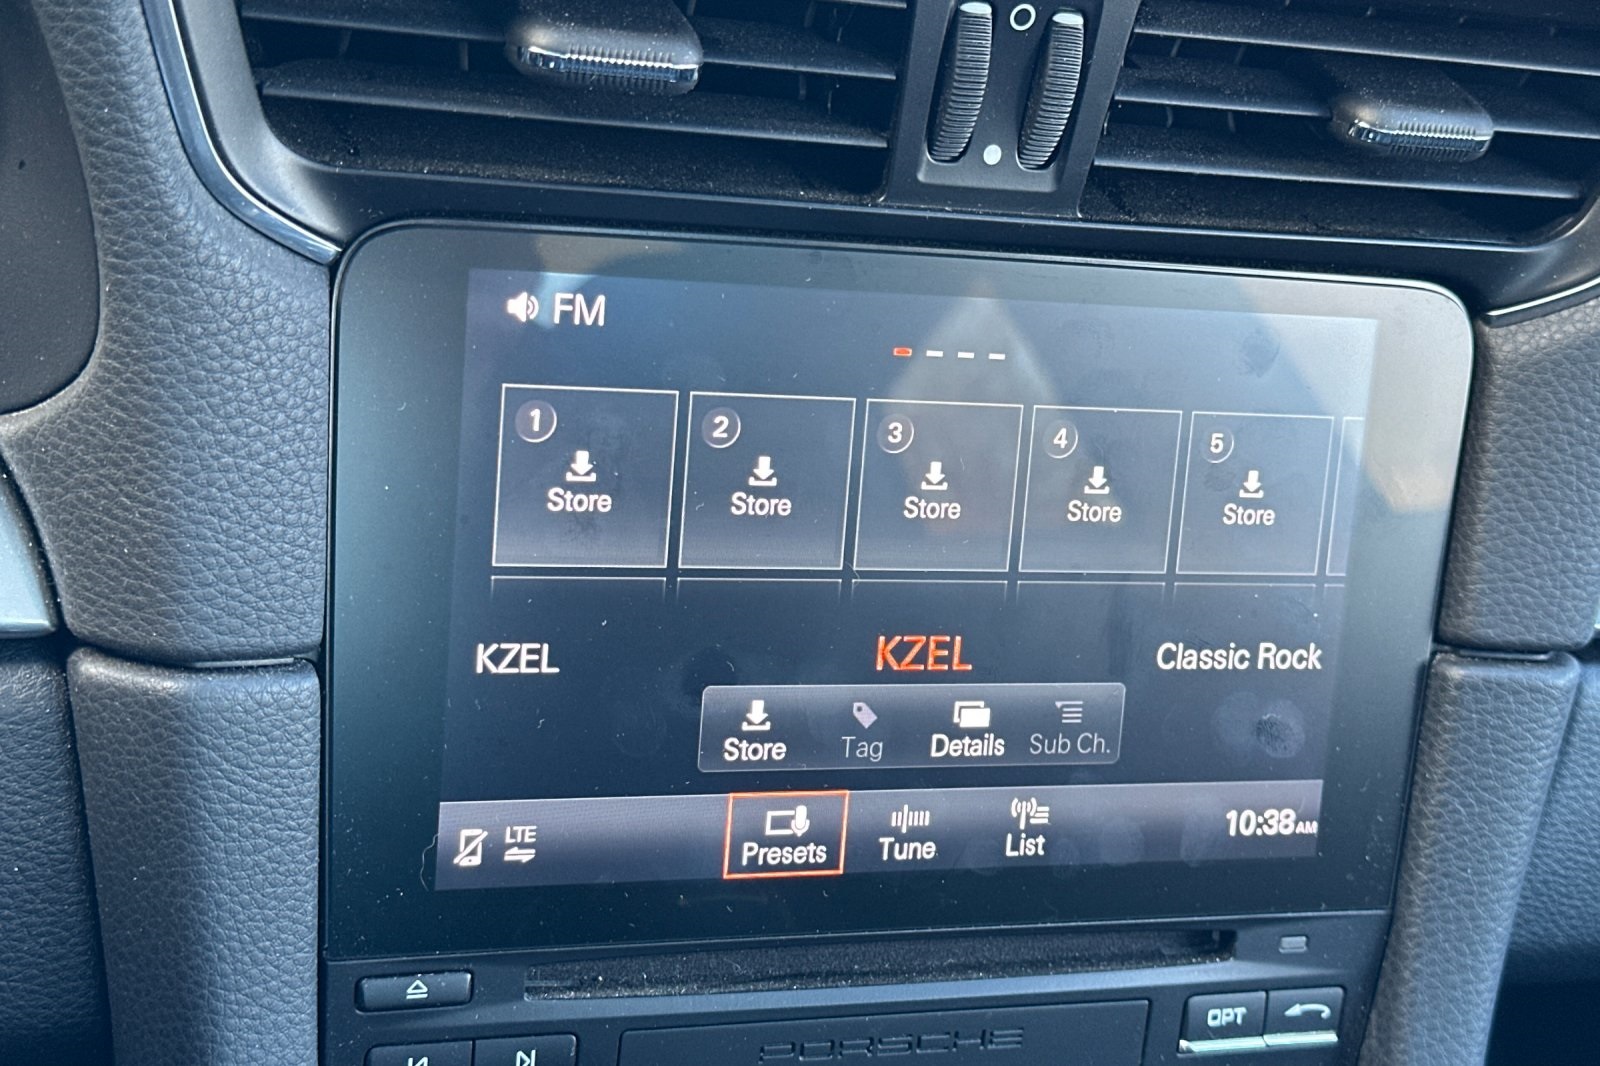 FM
1 2 3 4 5
Store Store Store Store Store
KZEL KZEL Classic Rock
Store Tag Details Sub Ch.
LTE Presets Tune List 10:38AM
OPT
PORSCHE